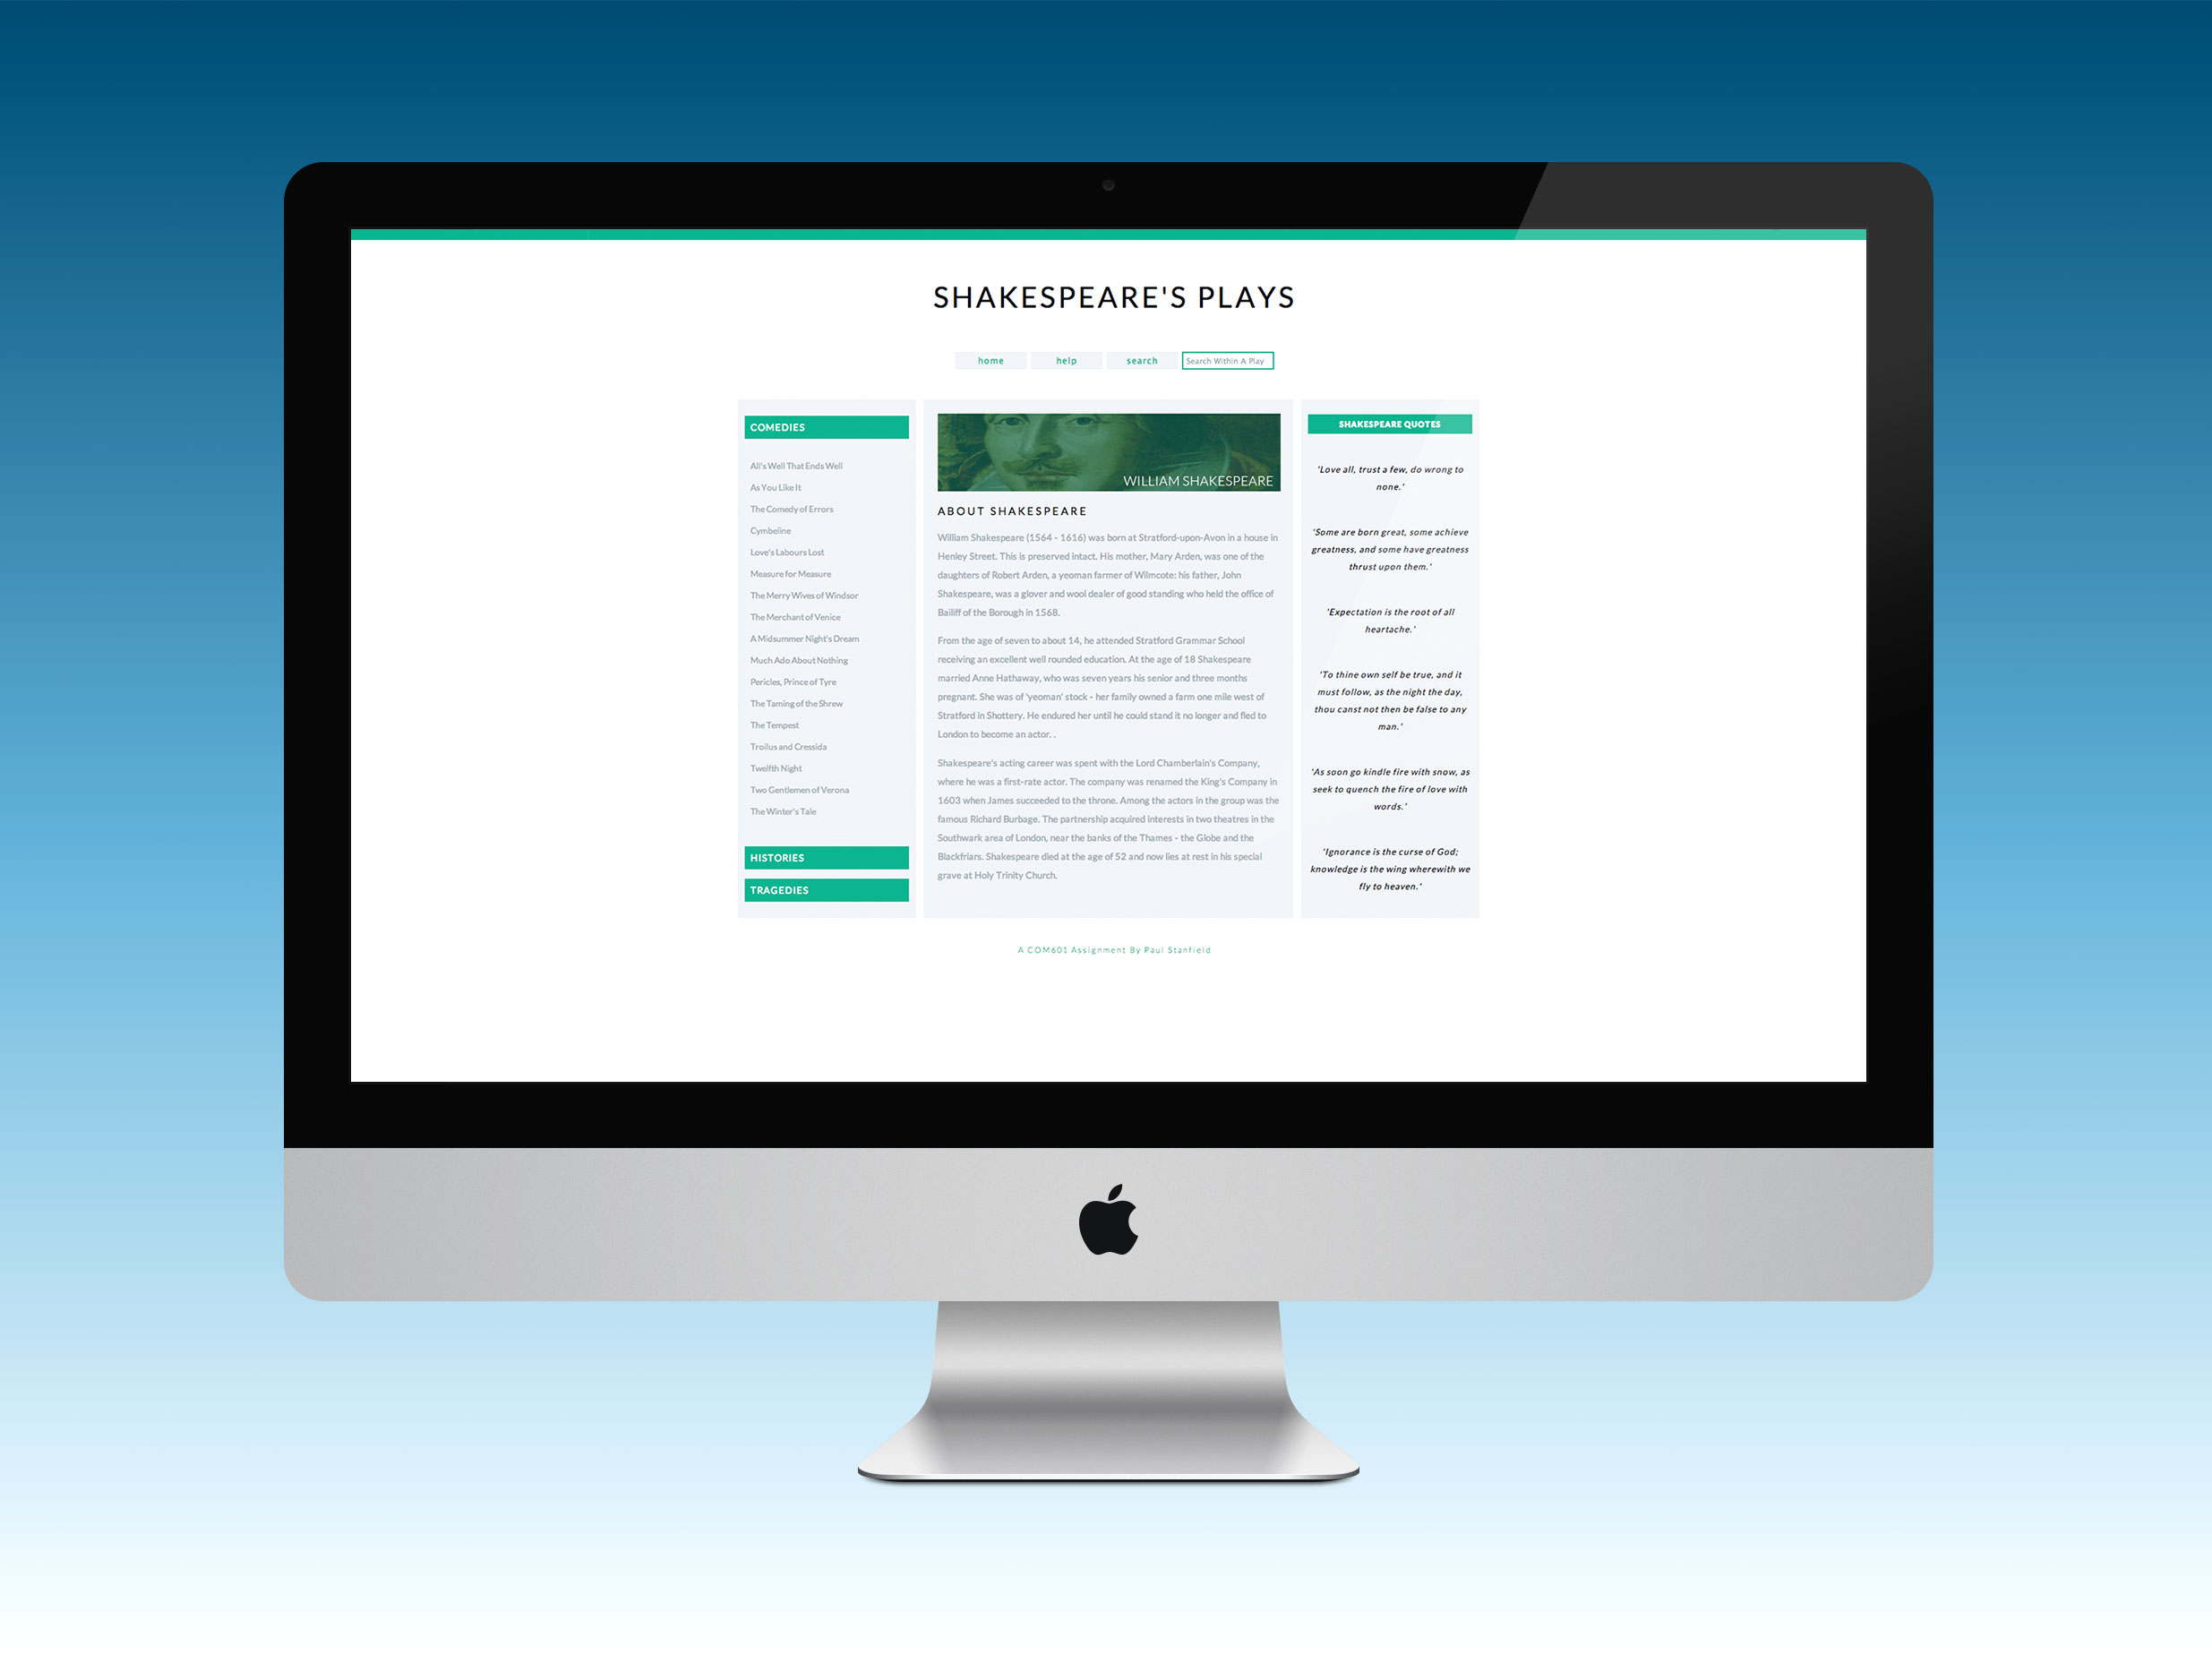 SHAKESPEARE'S PLAYS
home help search Search Within A Play
COMEDIES
All's Well That Ends Well
As You Like It
The Comedy of Errors
Cymbeline
Love's Labours Lost
Measure for Measure
The Merry Wives of Windsor
The Merchant of Venice
A Midsummer Night's Dream
Much Ado About Nothing
Pericles, Prince of Tyre
The Taming of the Shrew
The Tempest
Troilus and Cressida
Twelfth Night
Two Gentlemen of Verona
The Winter's Tale
HISTORIES
TRAGEDIES
WILLIAM SHAKESPEARE
ABOUT SHAKESPEARE
William Shakespeare (1564 - 1616) was born at Stratford-upon-Avon in a house in
Henley Street. This is preserved intact. His mother, Mary Arden, was one of the
daughters of Robert Arden, a yeoman farmer of Wilmcote: his father, John
Shakespeare, was a glover and wool dealer of good standing who held the office of
Bailiff of the Borough in 1568.
From the age of seven to about 14, he attended Stratford Grammar School
receiving an excellent well rounded education. At the age of 18 Shakespeare
married Anne Hathaway, who was seven years his senior and three months
pregnant. She was of 'yeoman' stock - her family owned a farm one mile west of
Stratford in Shottery. He endured her until he could stand it no longer and fled to
London to become an actor. .
Shakespeare's acting career was spent with the Lord Chamberlain's Company,
where he was a first-rate actor. The company was renamed the King's Company in
1603 when James succeeded to the throne. Among the actors in the group was the
famous Richard Burbage. The partnership acquired interests in two theatres in the
Southwark area of London, near the banks of the Thames - the Globe and the
Blackfriars. Shakespeare died at the age of 52 and now lies at rest in his special
grave at Holy Trinity Church.
SHAKESPEARE QUOTES
'Love all, trust a few, do wrong to
none.'
'Some are born great, some achieve
greatness, and some have greatness
thrust upon them.'
'Expectation is the root of all
heartache.'
'To thine own self be true, and it
must follow, as the night the day,
thou canst not then be false to any
man.'
'As soon go kindle fire with snow, as
seek to quench the fire of love with
words.'
'Ignorance is the curse of God;
knowledge is the wing wherewith we
fly to heaven.'
A COM601 Assignment By Paul Stanfield